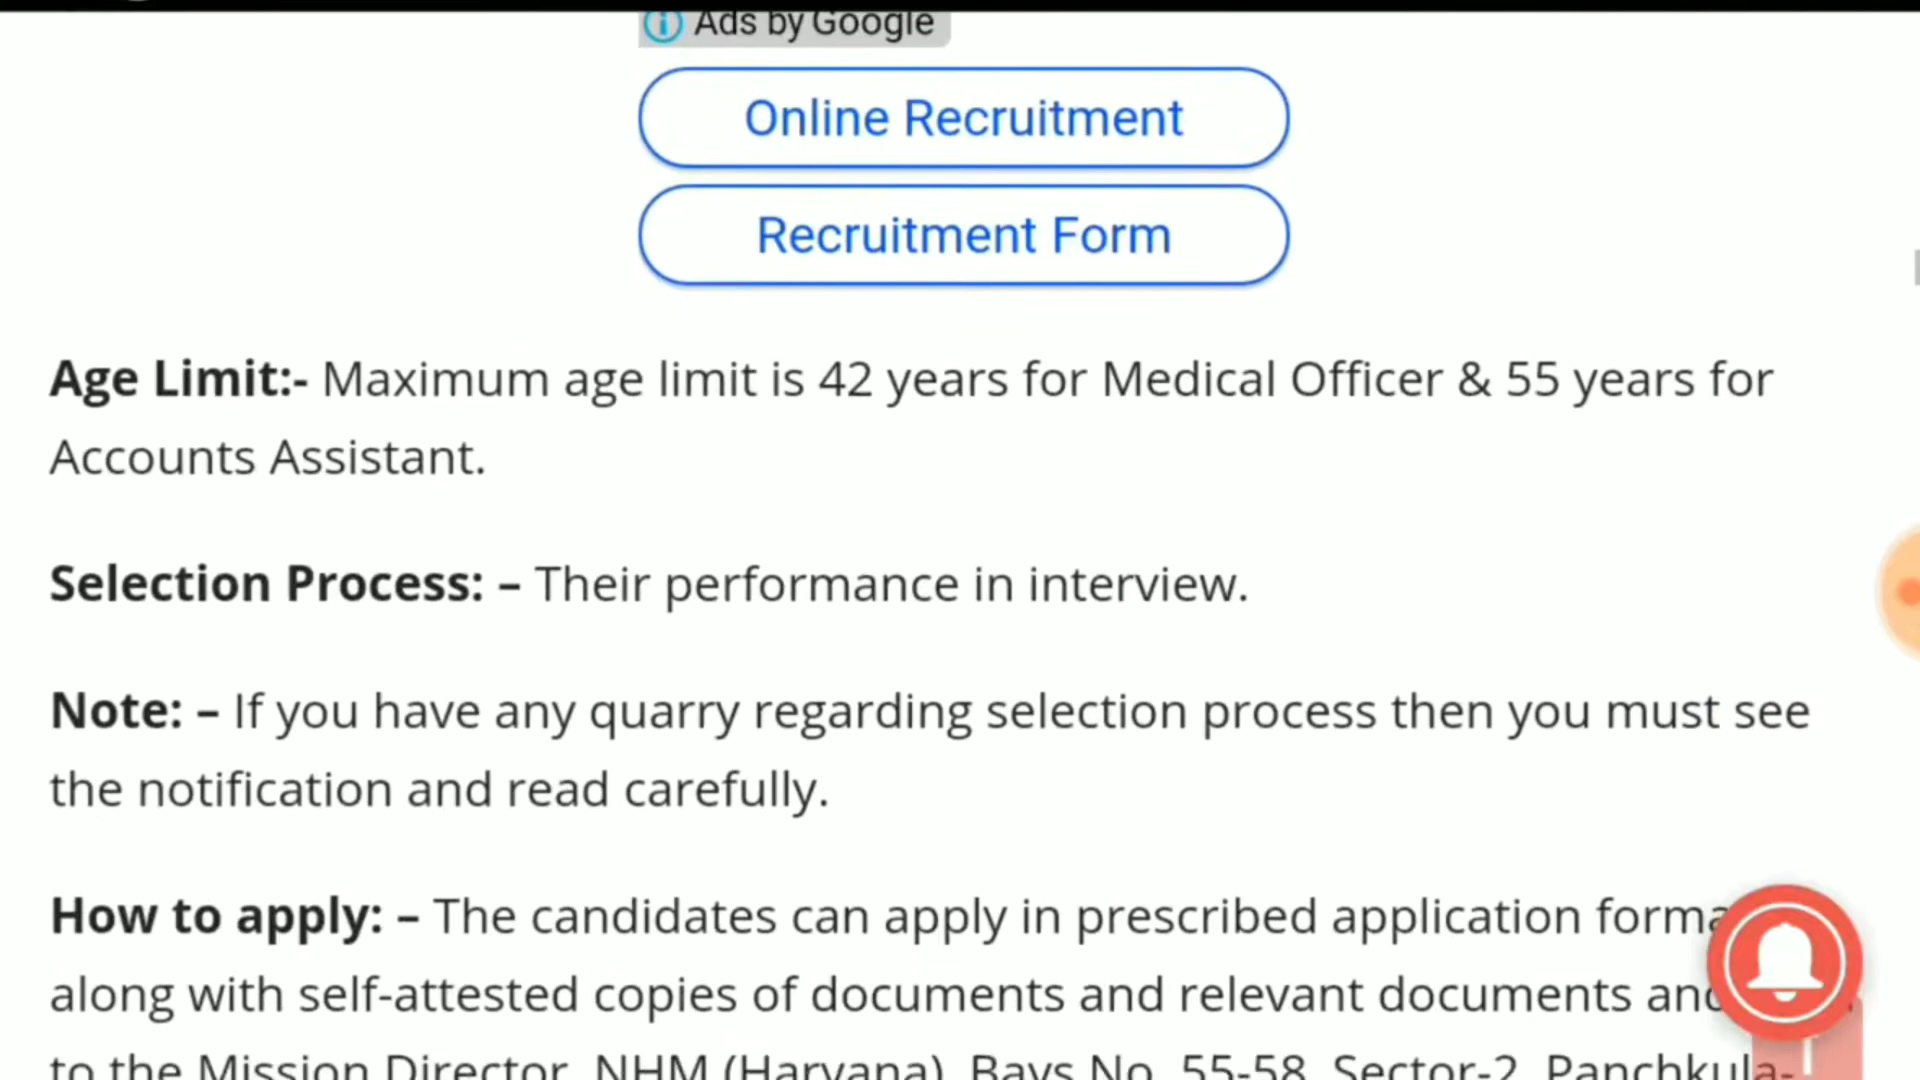 Ads by Google
Online Recruitment
Recruitment Form
Age Limit:- Maximum age limit is 42 years for Medical Officer & 55 years for
Accounts Assistant.
Selection Process: – Their performance in interview.
Note: – If you have any quarry regarding selection process then you must see
the notification and read carefully.
How to apply: – The candidates can apply in prescribed application
along with self-attested copies of documents and relevant documents
to the Mission Director, NHM (Haryana), Bays No. 55-58, Sector-2, Panchkula-